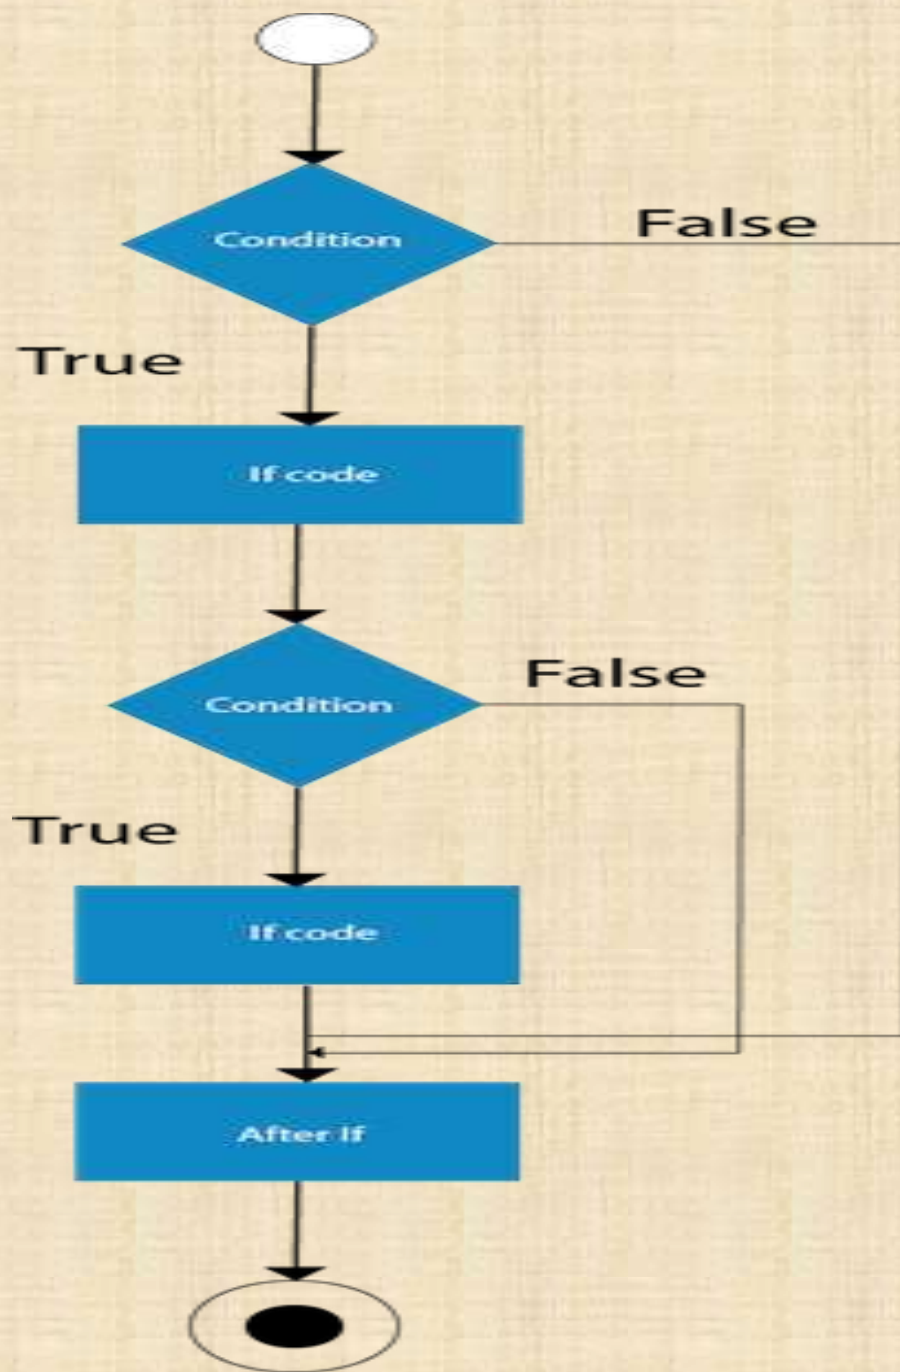 Condition
False
True
If code
Condition
False
True
If code
After If